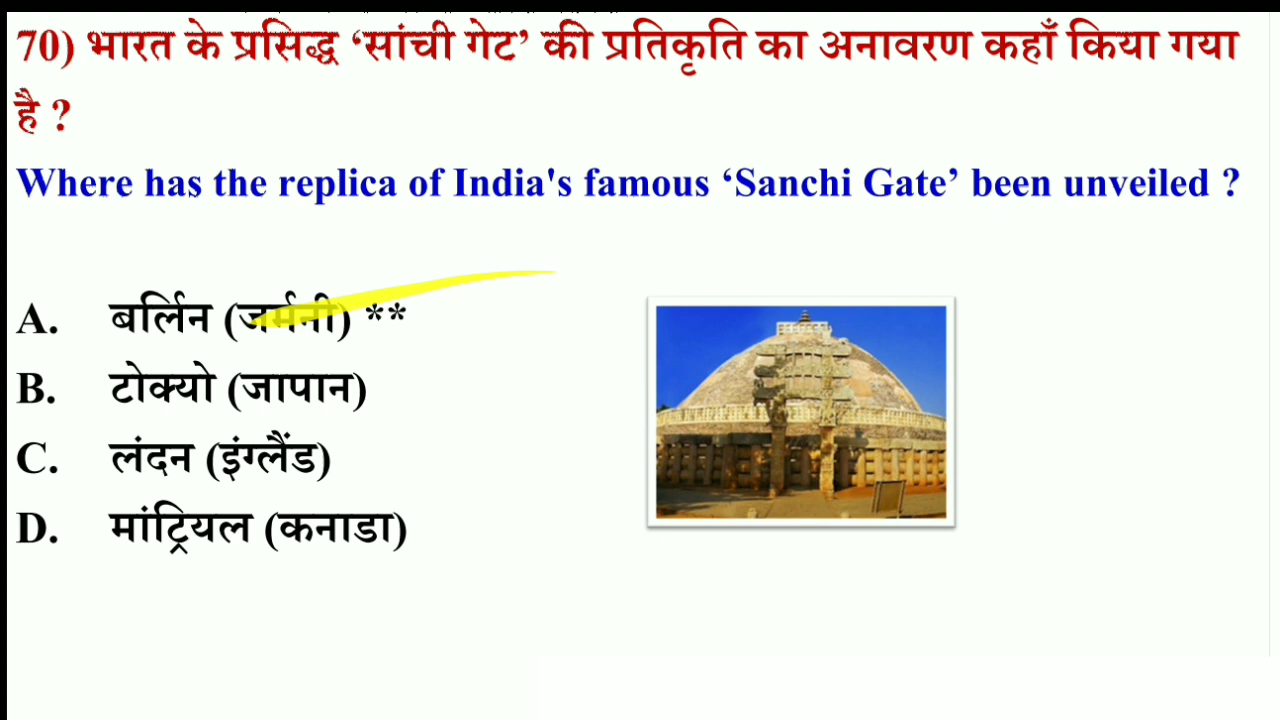 70) भारत के प्रसिद्ध ‘सांची गेट’ की प्रतिकृति का अनावरण कहाँ किया गया
है ?
Where has the replica of India's famous ‘Sanchi Gate’ been unveiled ?
A. बर्लिन (जर्मनी) **
B. टोक्यो (जापान)
C. लंदन (इंग्लैंड)
D. मांट्रियल (कनाडा)